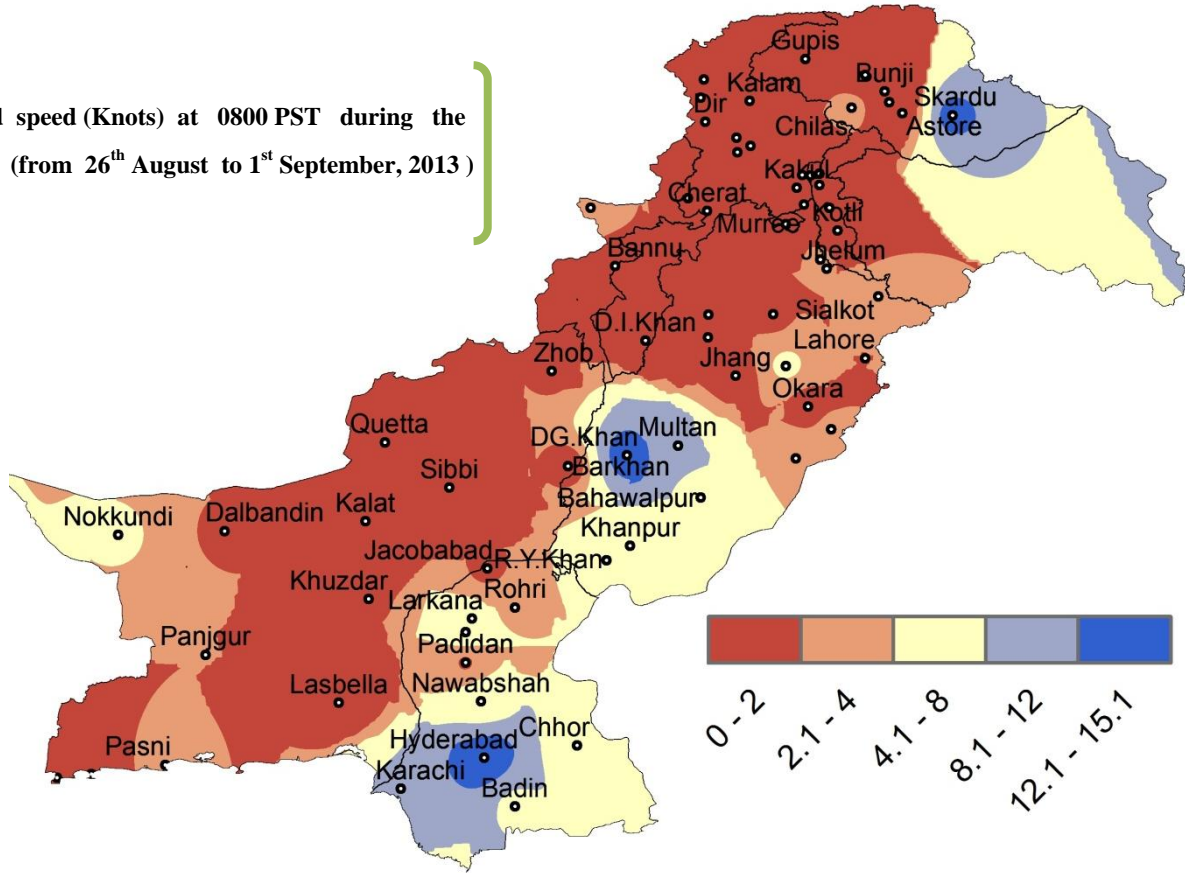 speed (Knots) at 0800 PST during the
(from 26th August to 1st September, 2013 )
Gupis
Bunji
Kalam
Skardu
Dir
Chilas
Astore
Kakul
Cherat
Kotli
Murree
Bannu
Jhelum
Sialkot
D.I.Khan
Lahore
Zhob
Jhang
Okara
Quetta
DG.Khan
Multan
Barkhan
Sibbi
Bahawalpur
Nokkundi
Dalbandin
Kalat
Khanpur
Jacobabad
R.Y.Khan
Khuzdar
Rohri
Larkana
Panjgur
Padidan
Lasbella
Nawabshah
Chhor
Pasni
Hyderabad
Karachi
Badin
0 - 2
2.1 - 4
4.1 - 8
8.1 - 12
12.1 - 15.1